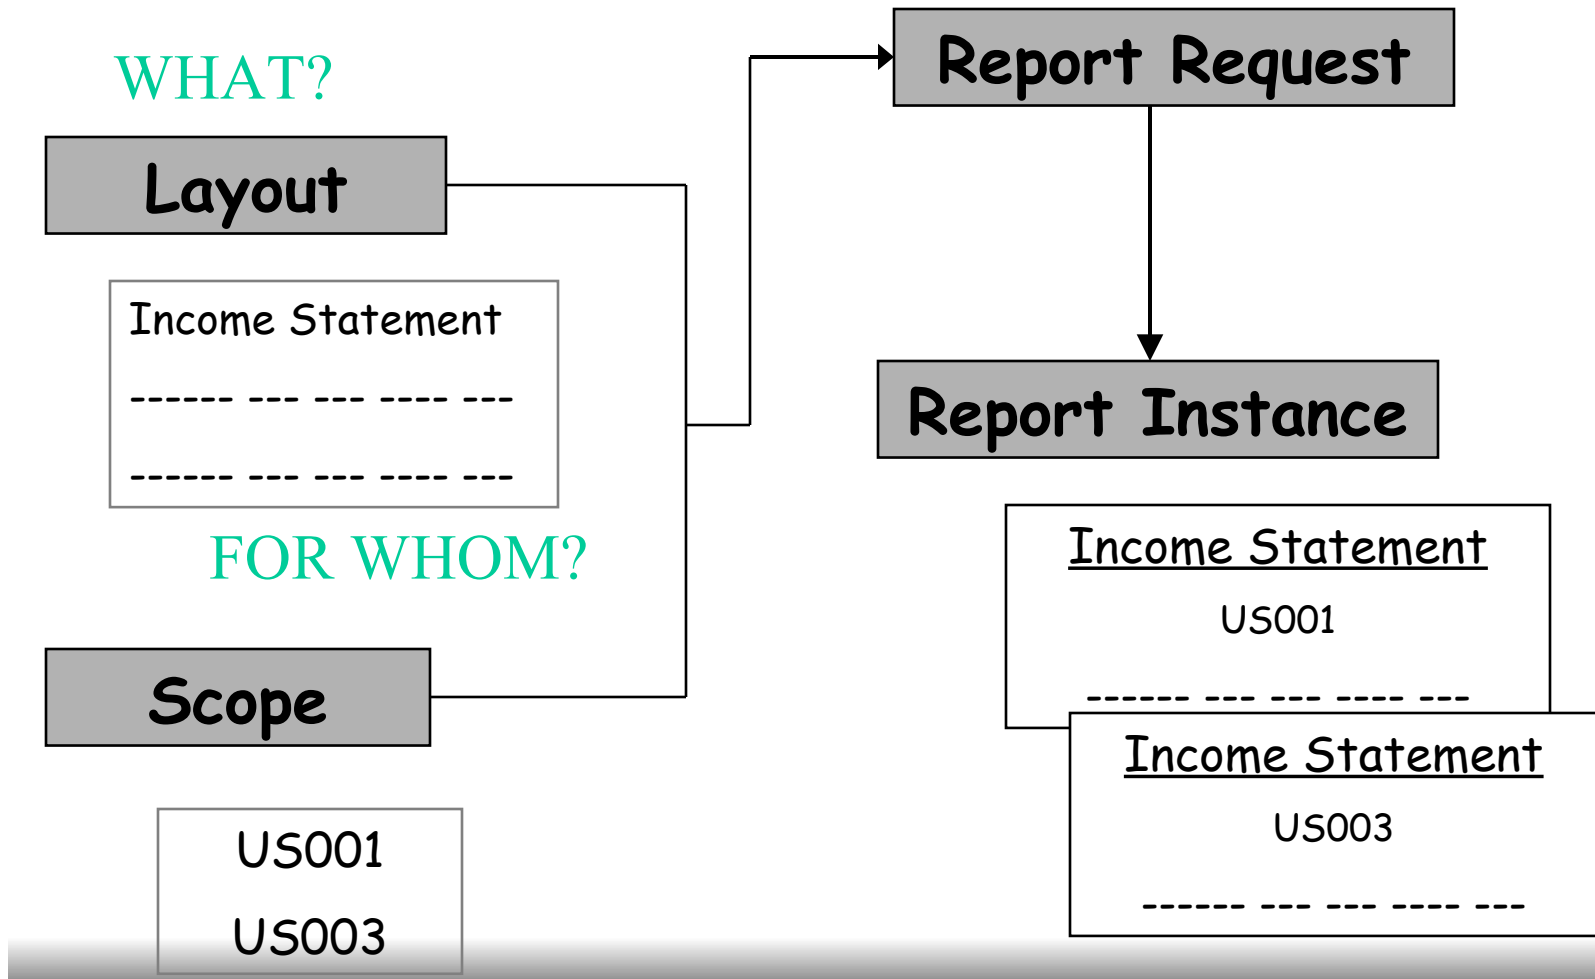 WHAT?
Layout
Income Statement
------ --- --- ---- ---
------ --- --- ---- ---
FOR WHOM?
Scope
US001
US003
Report Request
Report Instance
Income Statement
US001
------ --- --- ---- ---
Income Statement
US003
------ --- --- ---- ---